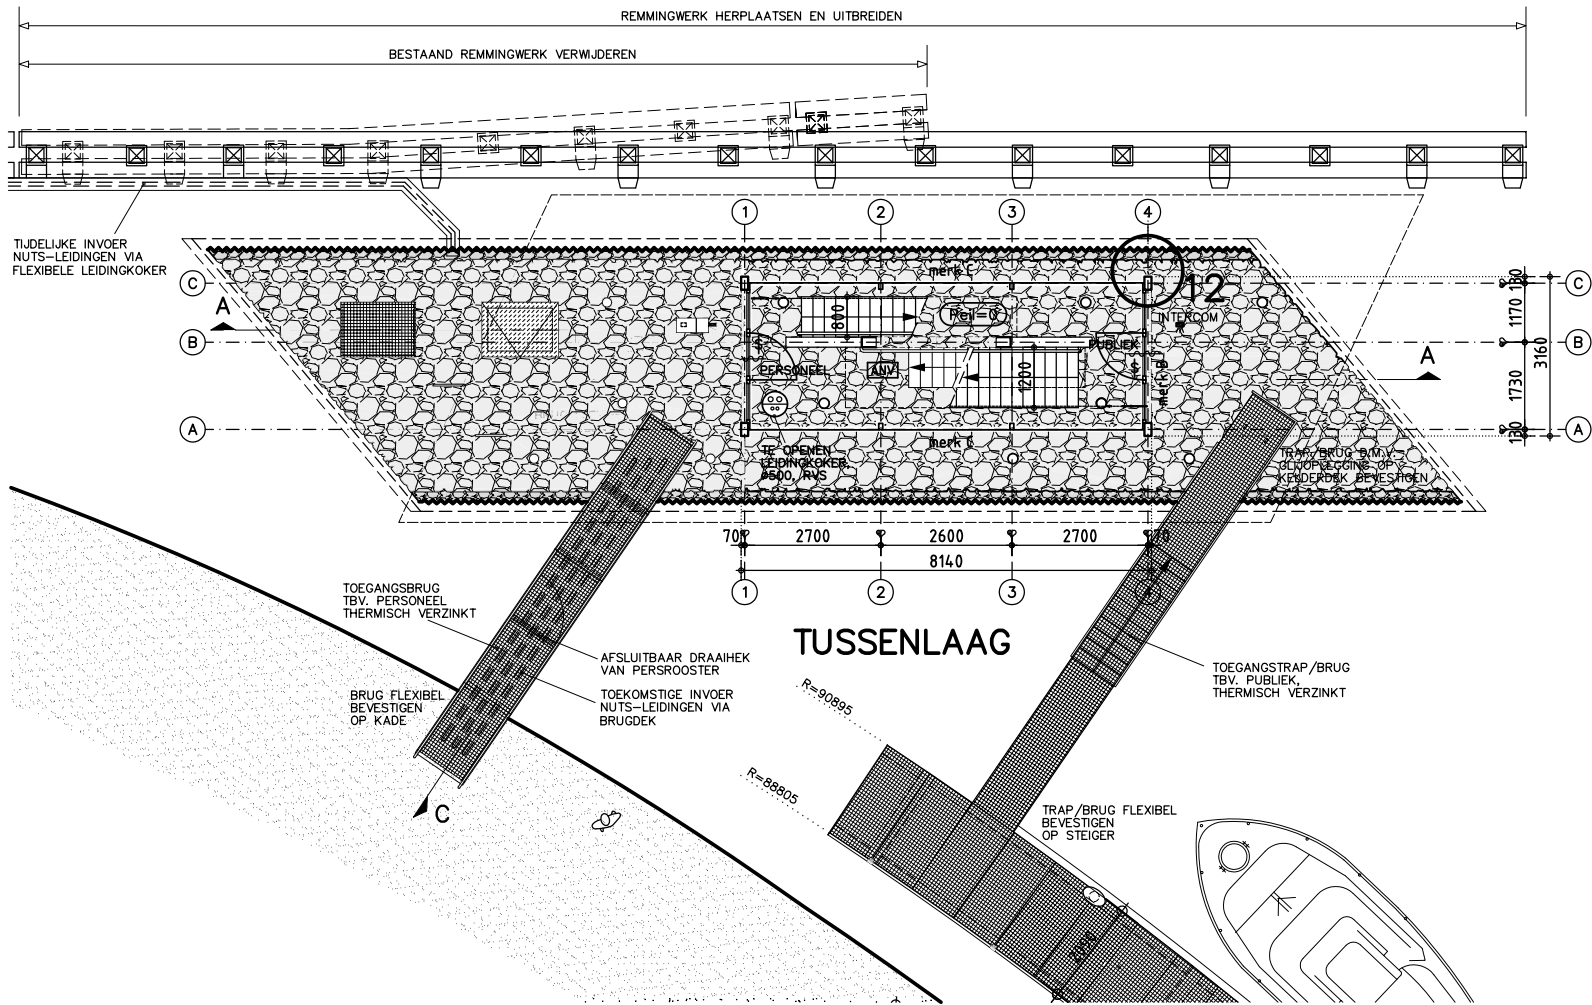 REMMINGWERK HERPLAATSEN EN UITBREIDEN
BESTAAND REMMINGWERK VERWIJDEREN
TIJDELIJKE INVOER
NUTS-LEIDINGEN VIA
FLEXIBELE LEIDINGKOKER
1
2
3
4
C
C
A
B
B
A
A
A
merk C
12
INTERCOM
Peil=0
800
PUBLIEK
PERSONEEL
ANV
1200
merk B
merk C
TE OPENEN
LEIDINGKOKER,
ø500, RVS
TRAP/BRUG D.M.V.
GLIJOPLEGGING OP
KELDERDEK BEVESTIGEN
130
1170
1730
130
3160
70
2700
2600
2700
70
8140
1
2
3
4
TUSSENLAAG
TOEGANGSBRUG
TBV. PERSONEEL
THERMISCH VERZINKT
AFSLUITBAAR DRAAIHEK
VAN PERSROOSTER
BRUG FLEXIBEL
BEVESTIGEN
OP KADE
TOEKOMSTIGE INVOER
NUTS-LEIDINGEN VIA
BRUGDEK
TOEGANGSTRAP/BRUG
TBV. PUBLIEK,
THERMISCH VERZINKT
R=90895
R=88805
C
TRAP/BRUG FLEXIBEL
BEVESTIGEN
OP STEIGER